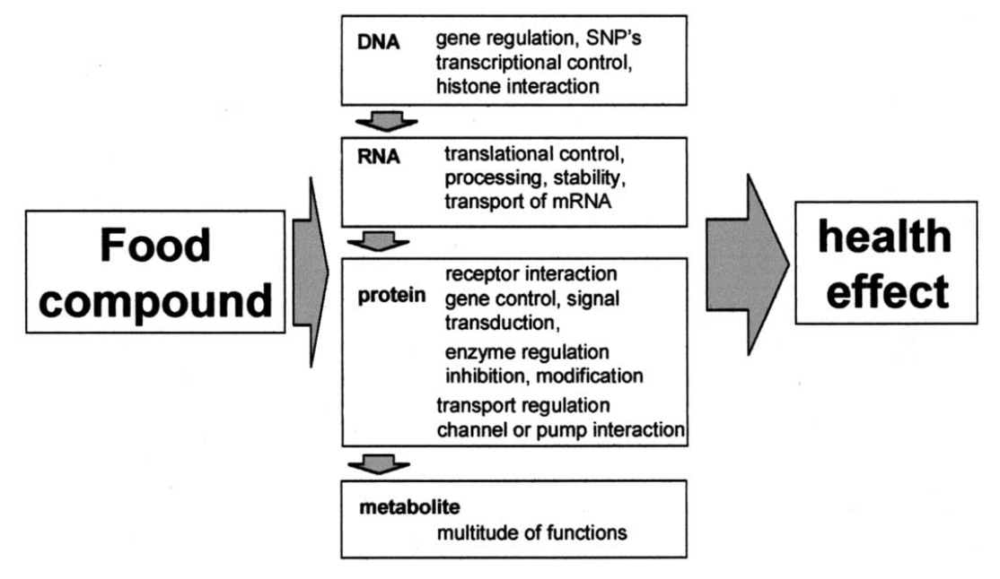 Food
compound
DNA gene regulation, SNP's
transcriptional control,
histone interaction
RNA translational control,
processing, stability,
transport of mRNA
receptor interaction
protein gene control, signal
transduction,
enzyme regulation
inhibition, modification
transport regulation
channel or pump interaction
metabolite
multitude of functions
health
effect